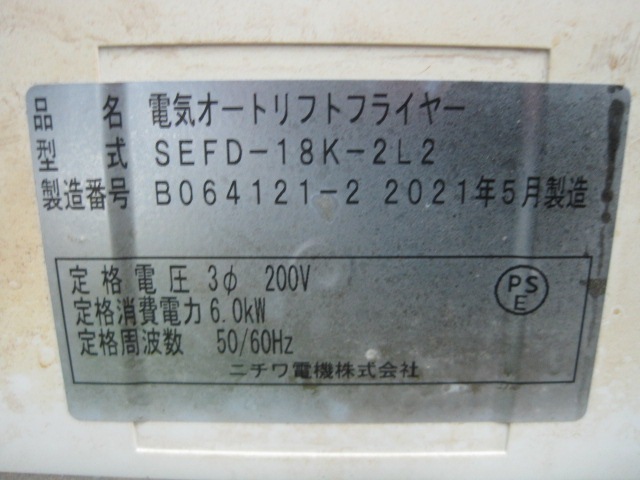 品名 電気オートリフトフライヤー
型式 SEFD-18K-2L2
製造番号 B064121-2 2021年5月製造
定格電圧 3φ 200V
PSE
定格消費電力 6.0kW
定格周波数 50/60Hz
ニチワ電機株式会社